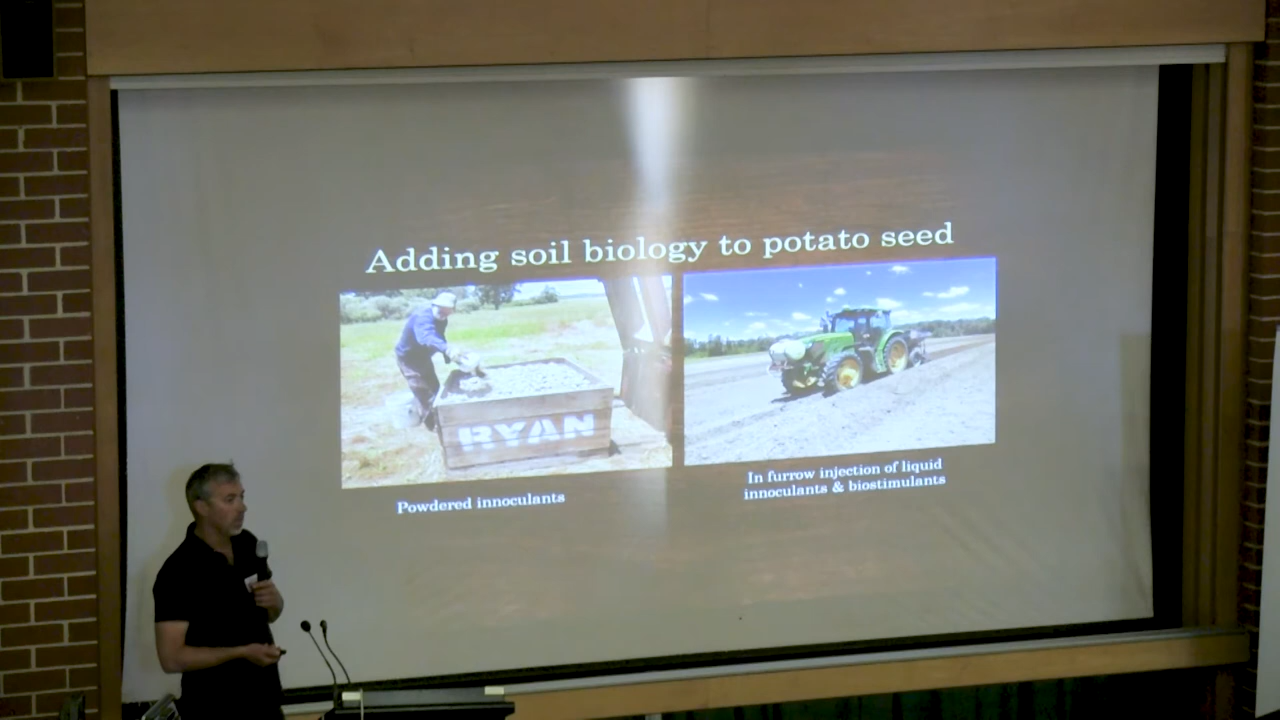 Adding soil biology to potato seed
RYAN
Powdered innoculants
In furrow injection of liquid
innoculants & biostimulants